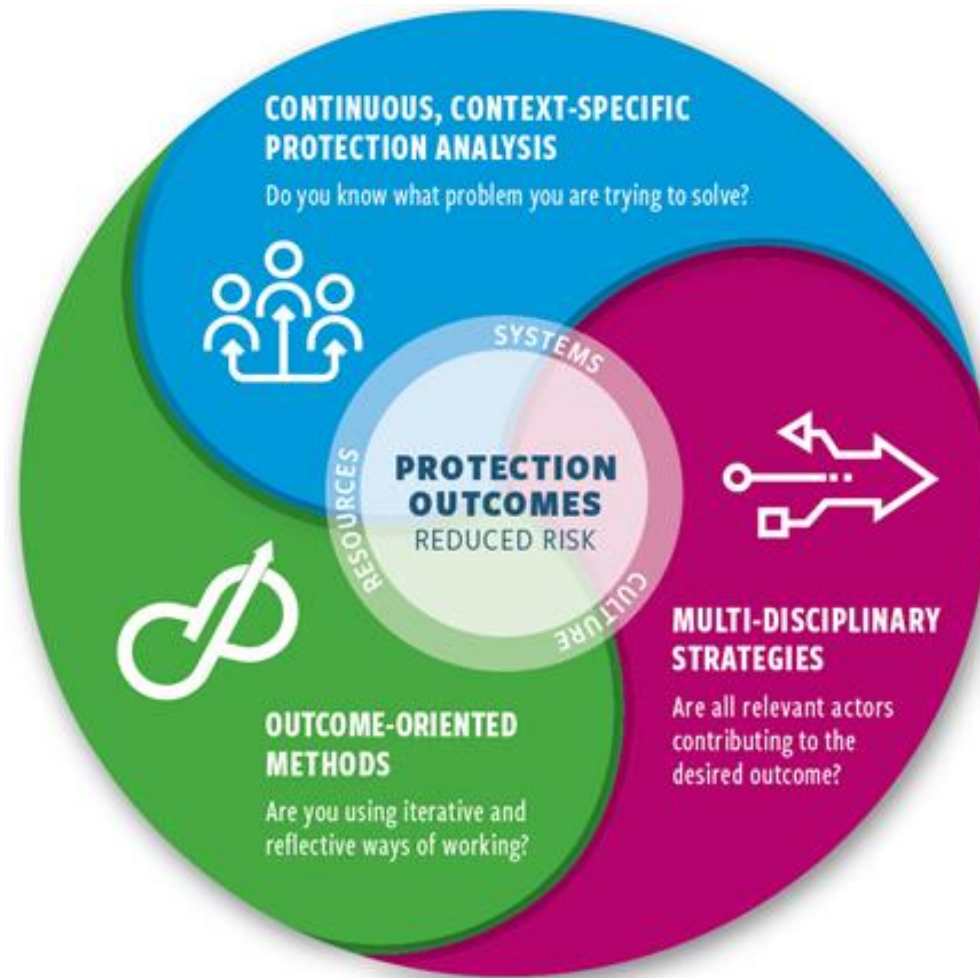 CONTINUOUS, CONTEXT-SPECIFIC
PROTECTION ANALYSIS
Do you know what problem you are trying to solve?
SYSTEMS
RESOURCES
CULTURE
PROTECTION
OUTCOMES
REDUCED RISK
MULTI-DISCIPLINARY
STRATEGIES
Are all relevant actors
contributing to the
desired outcome?
OUTCOME-ORIENTED
METHODS
Are you using iterative and
reflective ways of working?